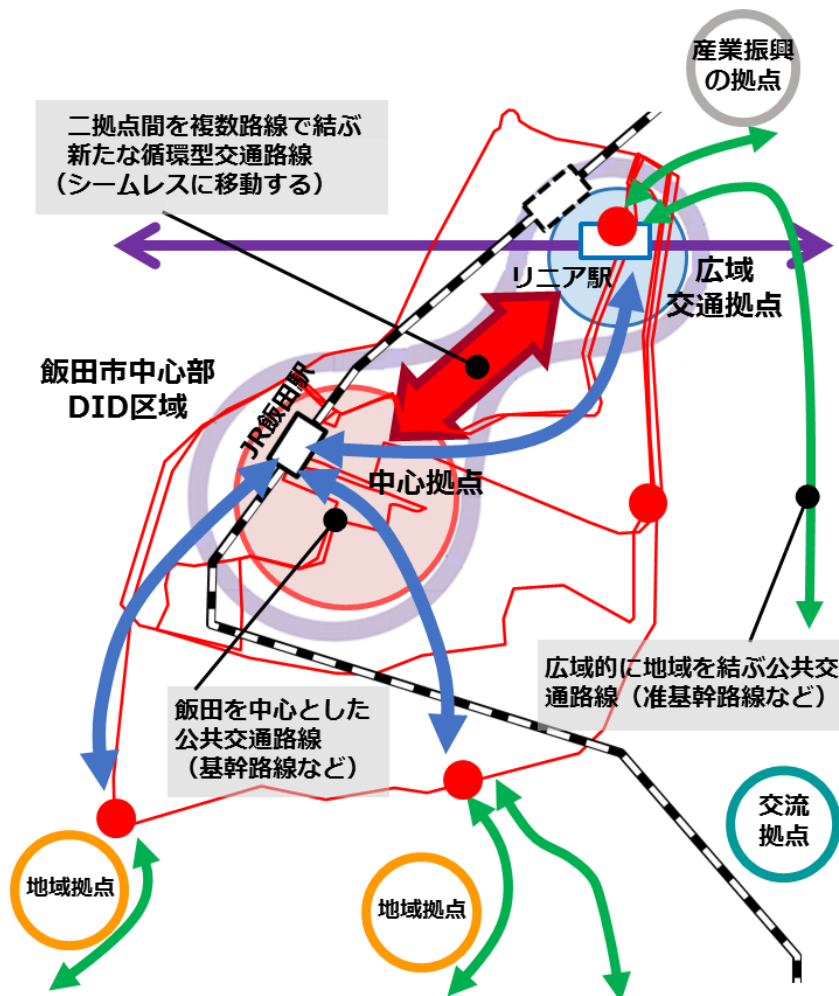 産業振興
の拠点
二拠点間を複数路線で結ぶ
新たな循環型交通路線
（シームレスに移動する）
リニア駅
広域
交通拠点
飯田市中心部
DID区域
JR飯田駅
中心拠点
広域的に地域を結ぶ公共交
通路線（准基幹路線など）
飯田を中心とした
公共交通路線
（基幹路線など）
交流
拠点
地域拠点
地域拠点